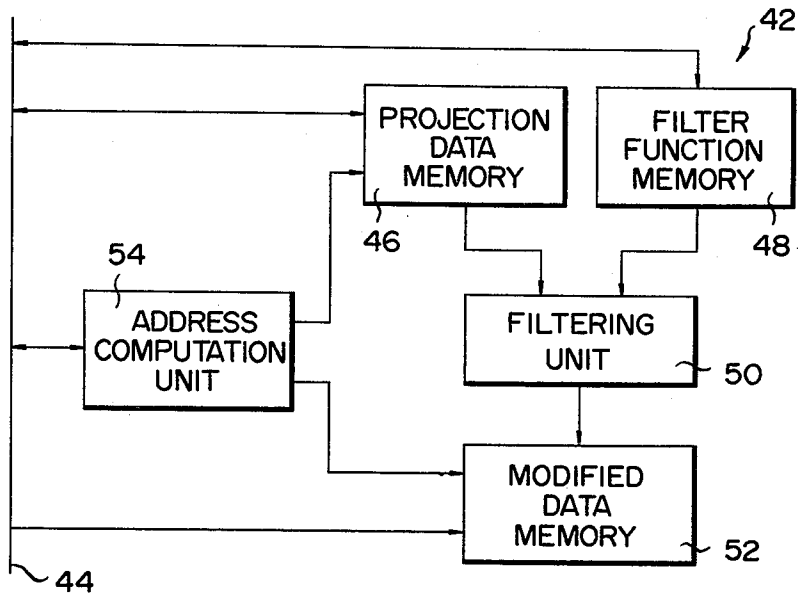 42
PROJECTION
DATA
MEMORY
46
FILTER
FUNCTION
MEMORY
48
54
ADDRESS
COMPUTATION
UNIT
FILTERING
UNIT
50
MODIFIED
DATA
MEMORY
52
44